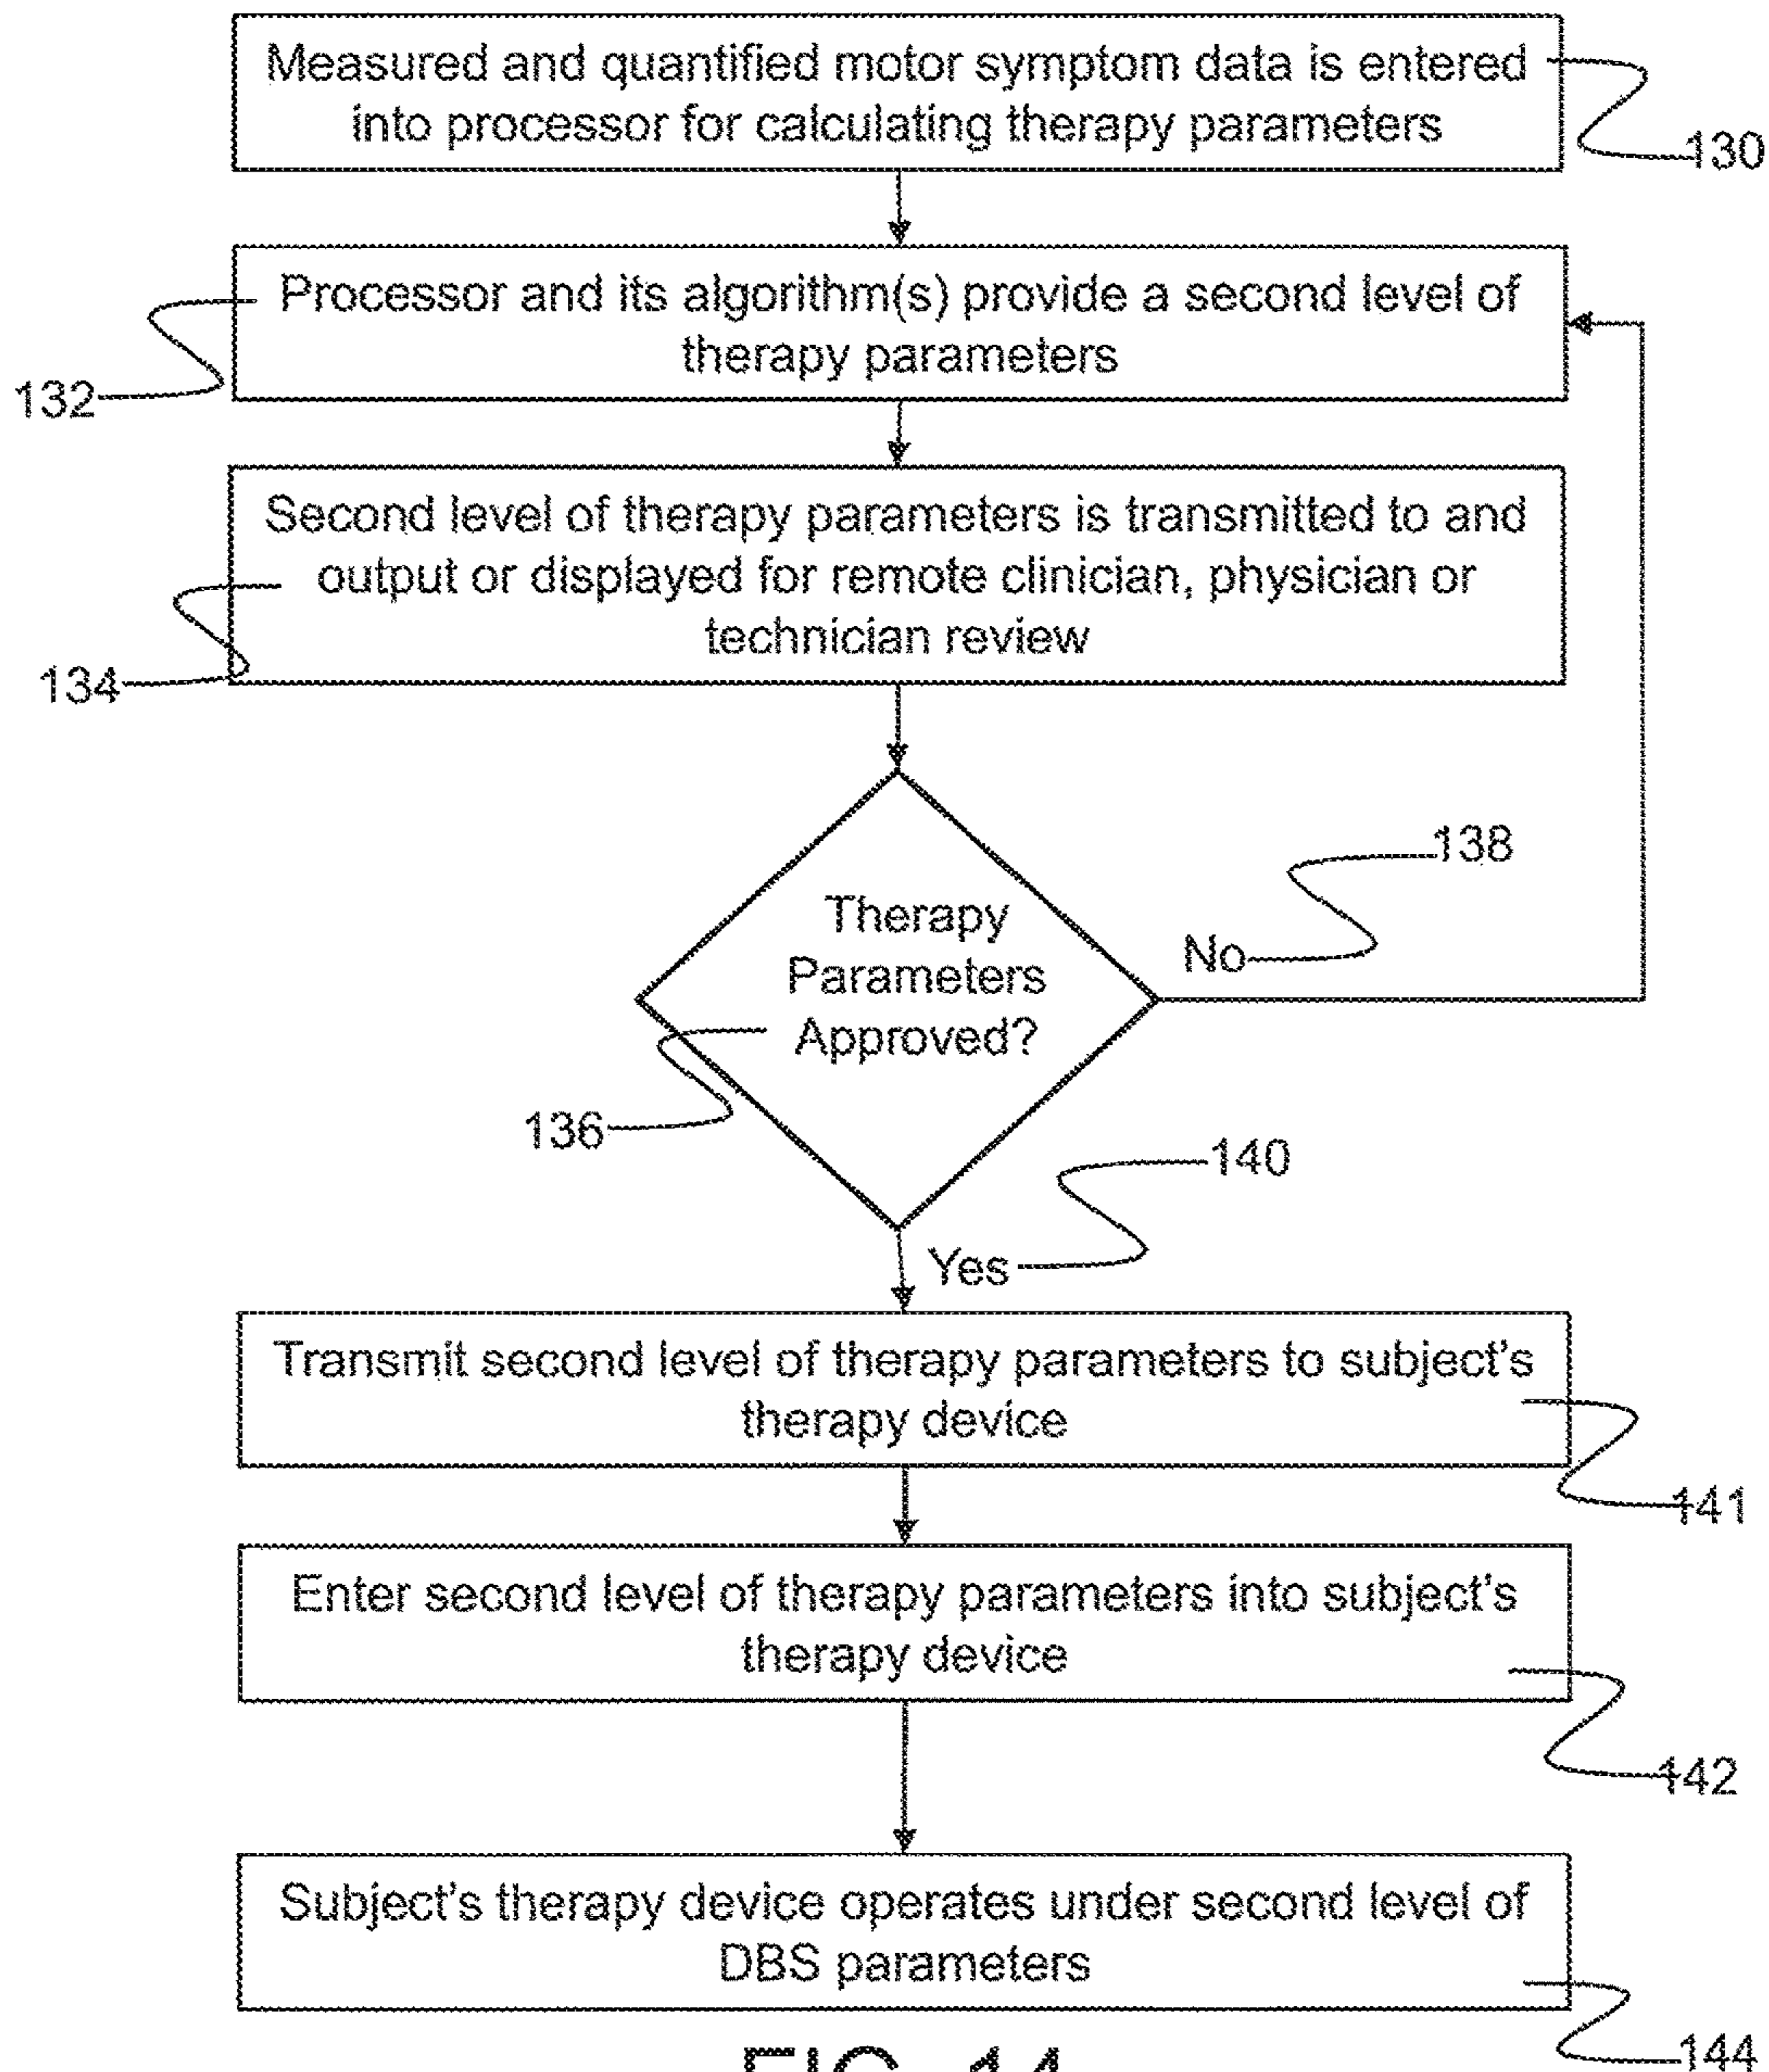 Measured and quantified motor symptom data is entered
into processor for calculating therapy parameters
130
Processor and its algorithm(s) provide a second level of
therapy parameters
132
Second level of therapy parameters is transmitted to and
output or displayed for remote clinician, physician or
technician review
134
Therapy
Parameters
Approved?
138
No
136
140
Yes
Transmit second level of therapy parameters to subject's
therapy device
141
Enter second level of therapy parameters into subject's
therapy device
142
Subject's therapy device operates under second level of
DBS parameters
144
FIG. 14